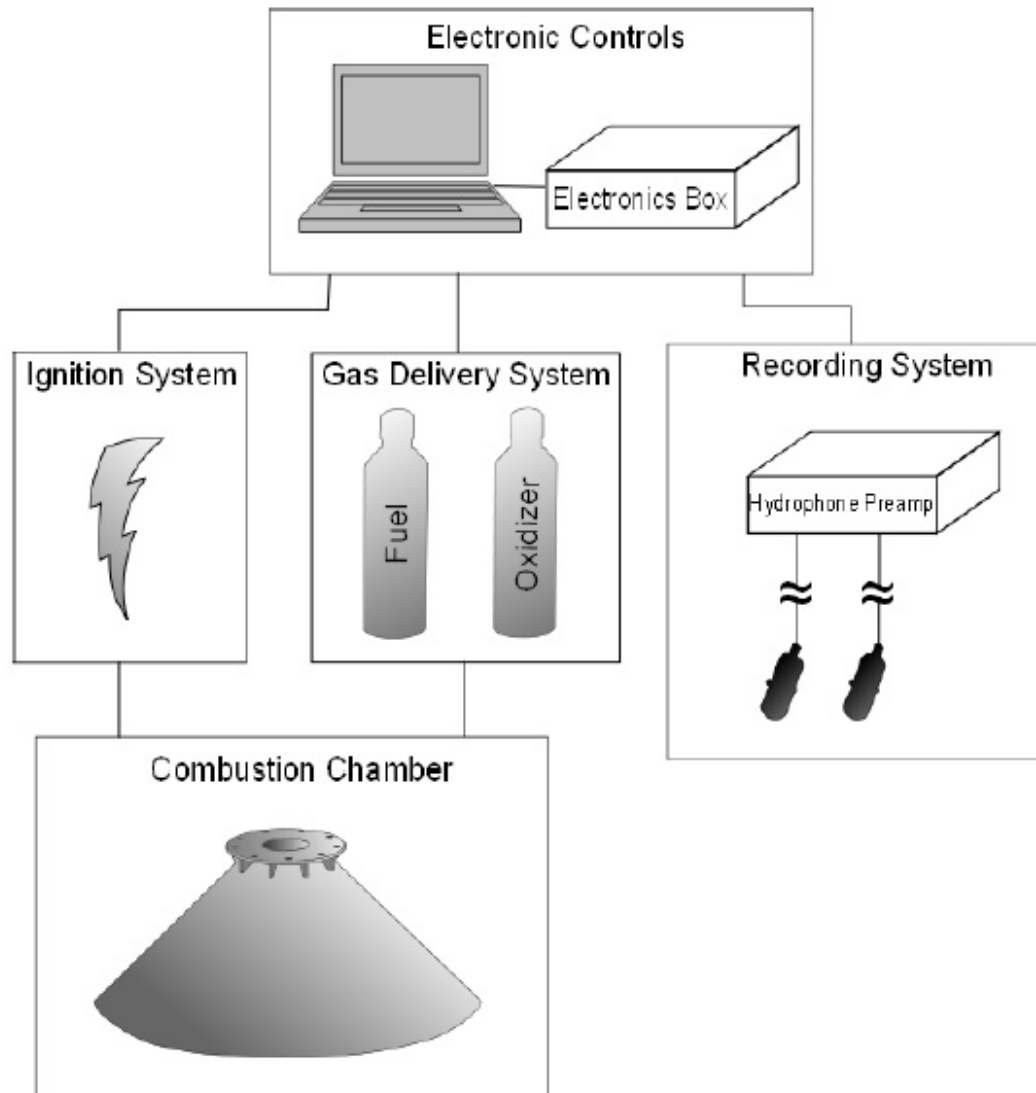 Electronic Controls
Electronics Box
Ignition System
Gas Delivery System
Recording System
Fuel
Oxidizer
Hydrophone Preamp
Combustion Chamber